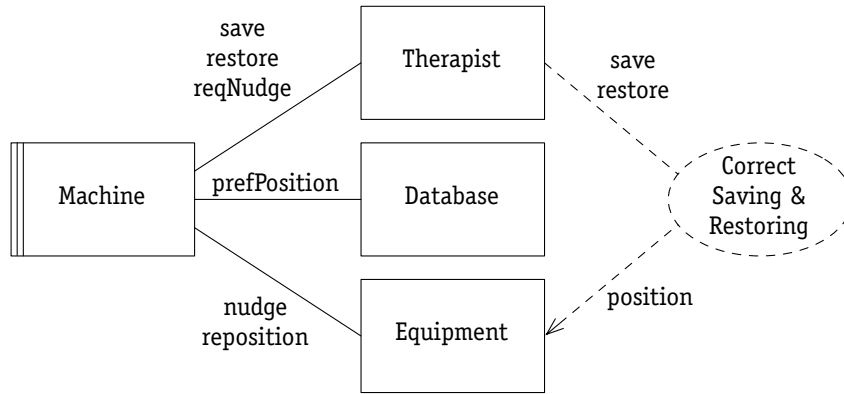 save
restore
reqNudge
Therapist
save
restore
Machine
prefPosition
Database
Correct
Saving &
Restoring
nudge
reposition
Equipment
position